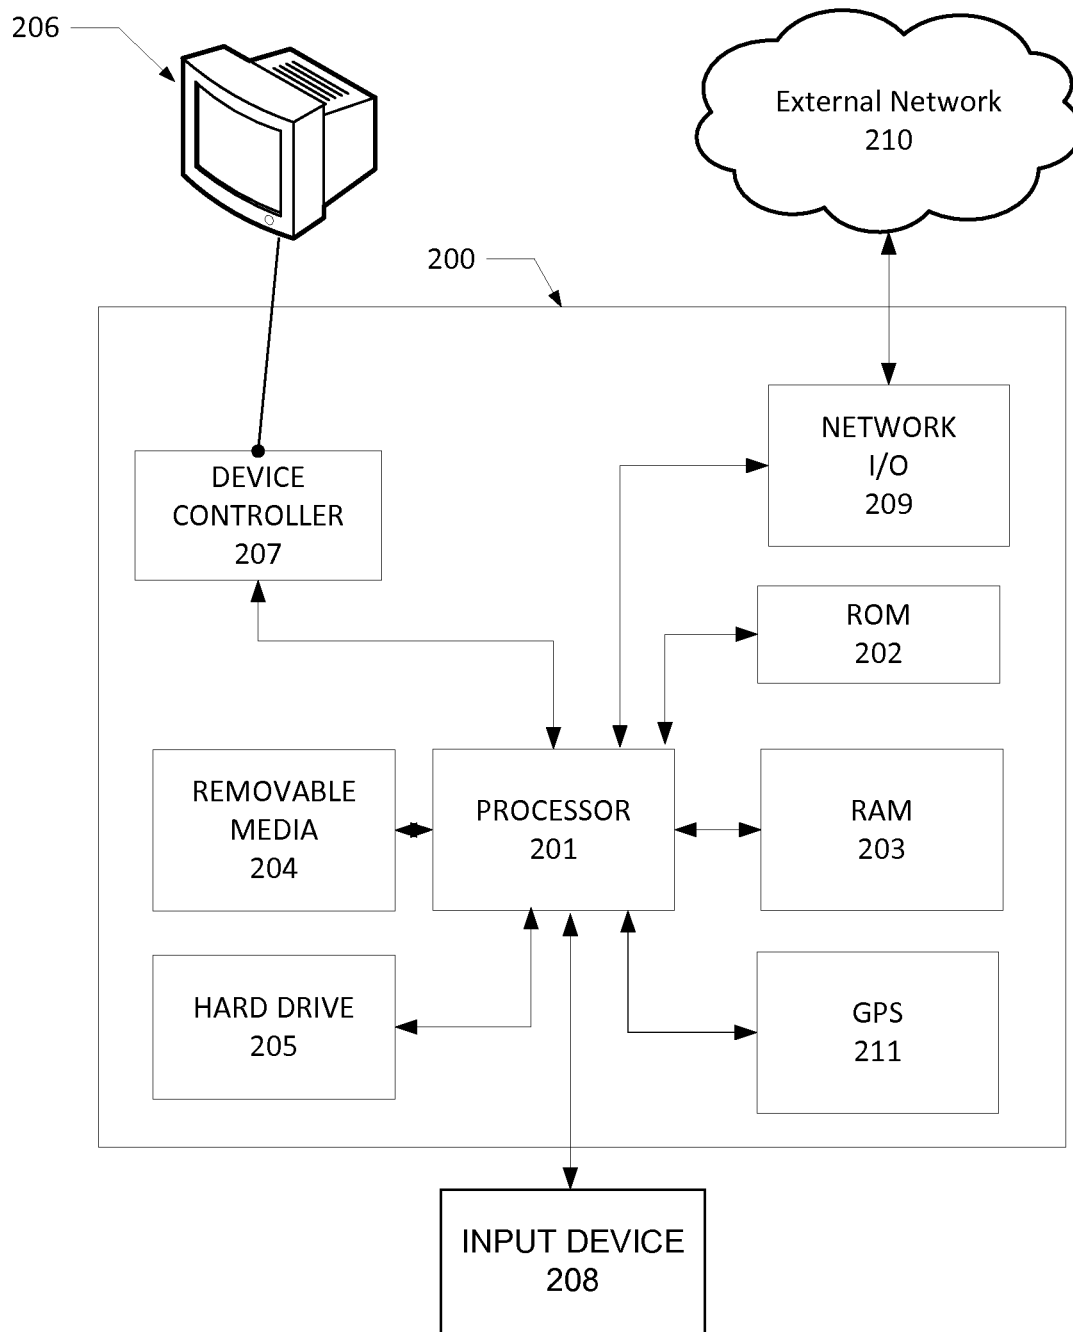 206
External Network
210
200
NETWORK
I/O
209
DEVICE
CONTROLLER
207
ROM
202
REMOVABLE
MEDIA
204
PROCESSOR
201
RAM
203
HARD DRIVE
205
GPS
211
INPUT DEVICE
208